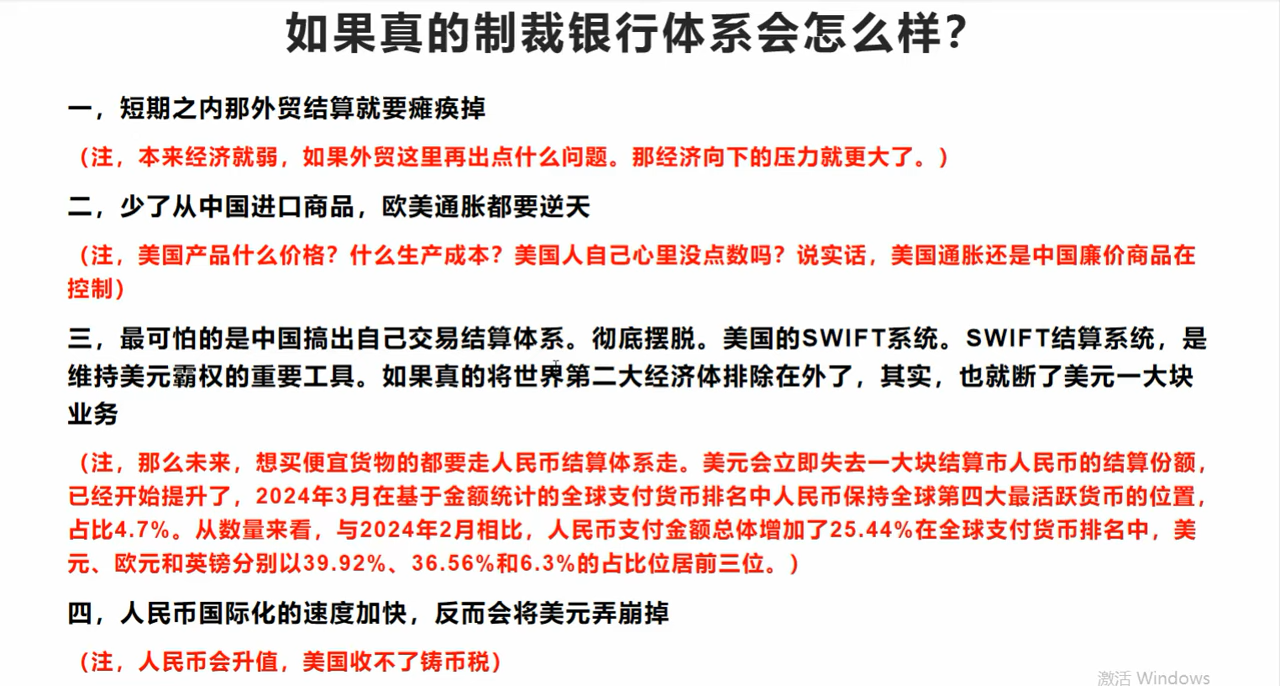 如果真的制裁银行体系会怎么样？
一，短期之内那外贸结算就要瘫痪掉
（注，本来经济就弱，如果外贸这里再出点什么问题。那经济向下的压力就更大了。）
二，少了从中国进口商品，欧美通胀都要逆天
（注，美国产品什么价格？什么生产成本？美国人自己心里没点数吗？说实话，美国通胀还是中国廉价商品在
控制）
三，最可怕的是中国搞出自己交易结算体系。彻底摆脱。美国的SWIFT系统。SWIFT结算系统，是
维持美元霸权的重要工具。如果真的将世界第二大经济体排除在外了，其实，也就断了美元一大块
业务
（注，那么未来，想买便宜货物的都要走人民币结算体系走。美元会立即失去一大块结算市人民币的结算份额，
已经开始提升了，2024年3月在基于金额统计的全球支付货币排名中人民币保持全球第四大最活跃货币的位置，
占比4.7%。从数量来看，与2024年2月相比，人民币支付金额总体增加了25.44%在全球支付货币排名中，美
元、欧元和英镑分别以39.92%、36.56%和6.3%的占比位居前三位。）
四，人民币国际化的速度加快，反而会将美元弄崩掉
（注，人民币会升值，美国收不了铸币税）
激活 Windows